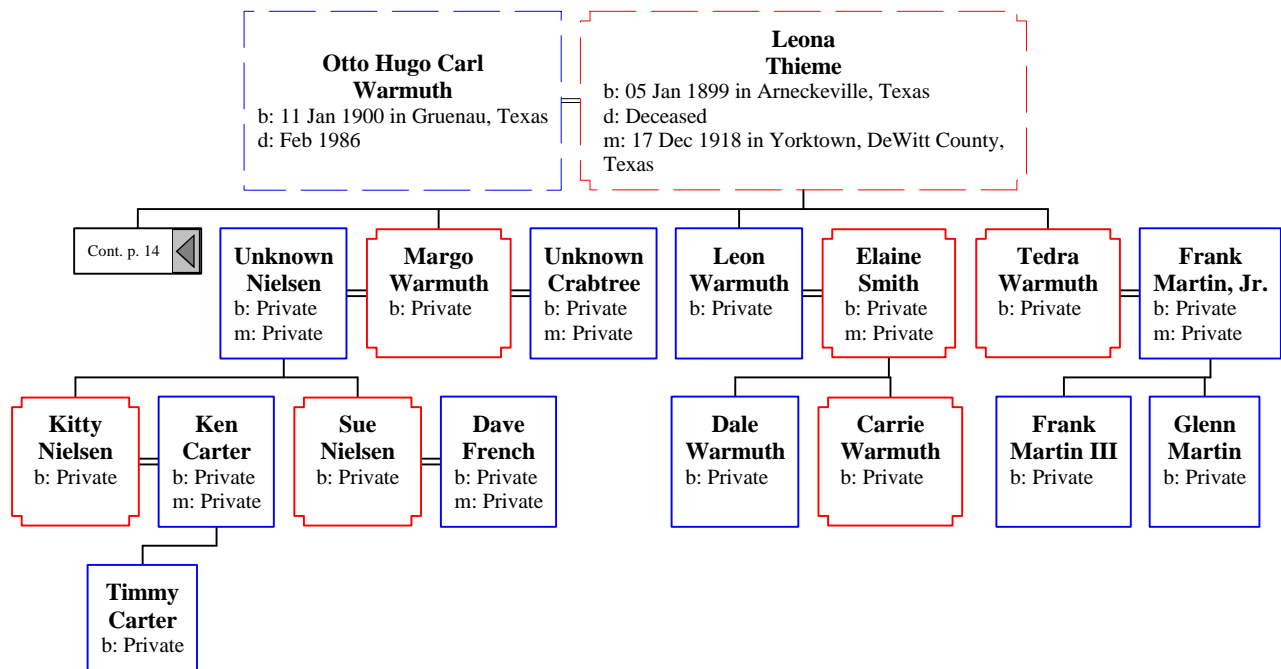 Otto Hugo Carl
Warmuth
b: 11 Jan 1900 in Gruenau, Texas
d: Feb 1986
Leona
Thieme
b: 05 Jan 1899 in Arneckeville, Texas
d: Deceased
m: 17 Dec 1918 in Yorktown, DeWitt County,
Texas
Cont. p. 14
Unknown
Nielsen
b: Private
m: Private
Margo
Warmuth
b: Private
Unknown
Crabtree
b: Private
m: Private
Leon
Warmuth
b: Private
Elaine
Smith
b: Private
m: Private
Tedra
Warmuth
b: Private
Frank
Martin, Jr.
b: Private
m: Private
Kitty
Nielsen
b: Private
Ken
Carter
b: Private
m: Private
Sue
Nielsen
b: Private
Dave
French
b: Private
m: Private
Dale
Warmuth
b: Private
Carrie
Warmuth
b: Private
Frank
Martin III
b: Private
Glenn
Martin
b: Private
Timmy
Carter
b: Private